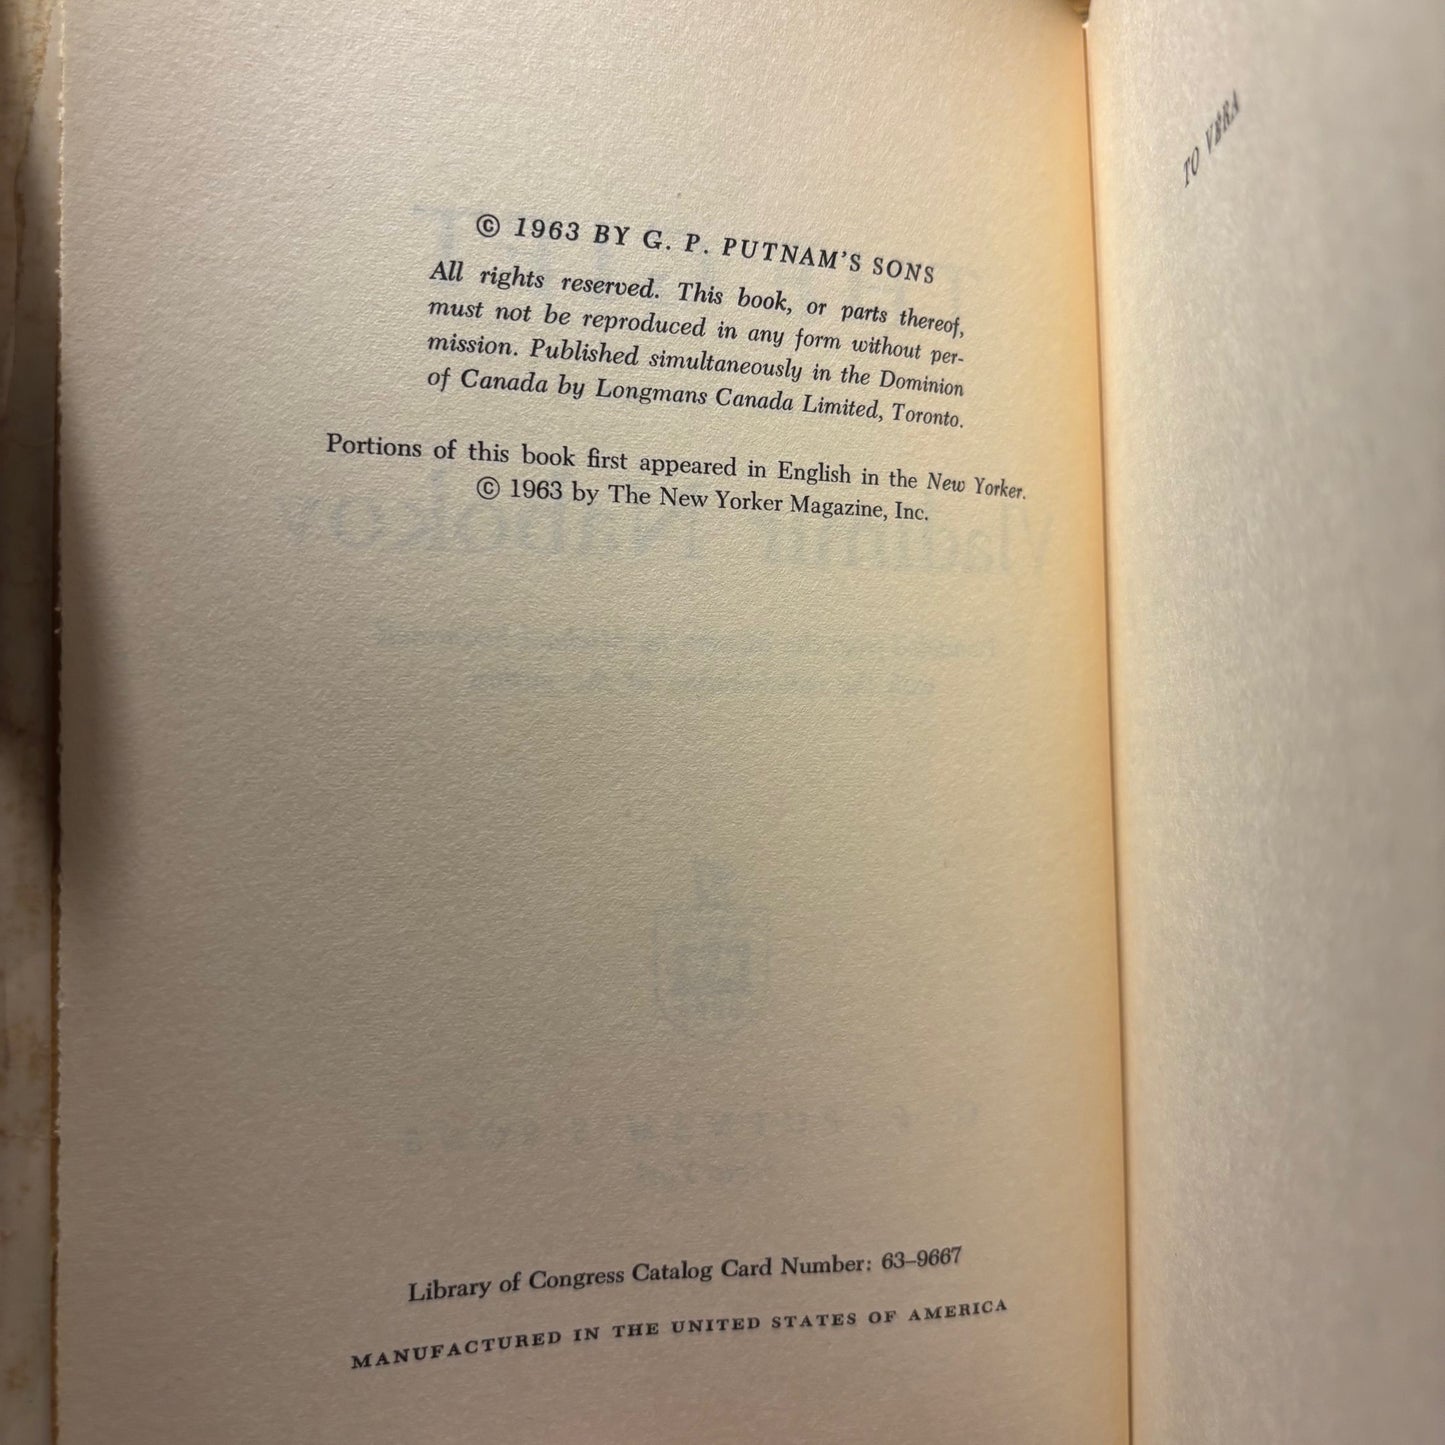 © 1963 BY G. P. PUTNAM'S SONS
All rights reserved. This book, or parts thereof,
must not be reproduced in any form without per-
mission. Published simultaneously in the Dominion
of Canada by Longmans Canada Limited, Toronto.
Portions of this book first appeared in English in the New Yorker.
© 1963 by The New Yorker Magazine, Inc.
Vladimir Nabokov
Library of Congress Catalog Card Number: 63–9667
MANUFACTURED IN THE UNITED STATES OF AMERICA
TO VÉRA